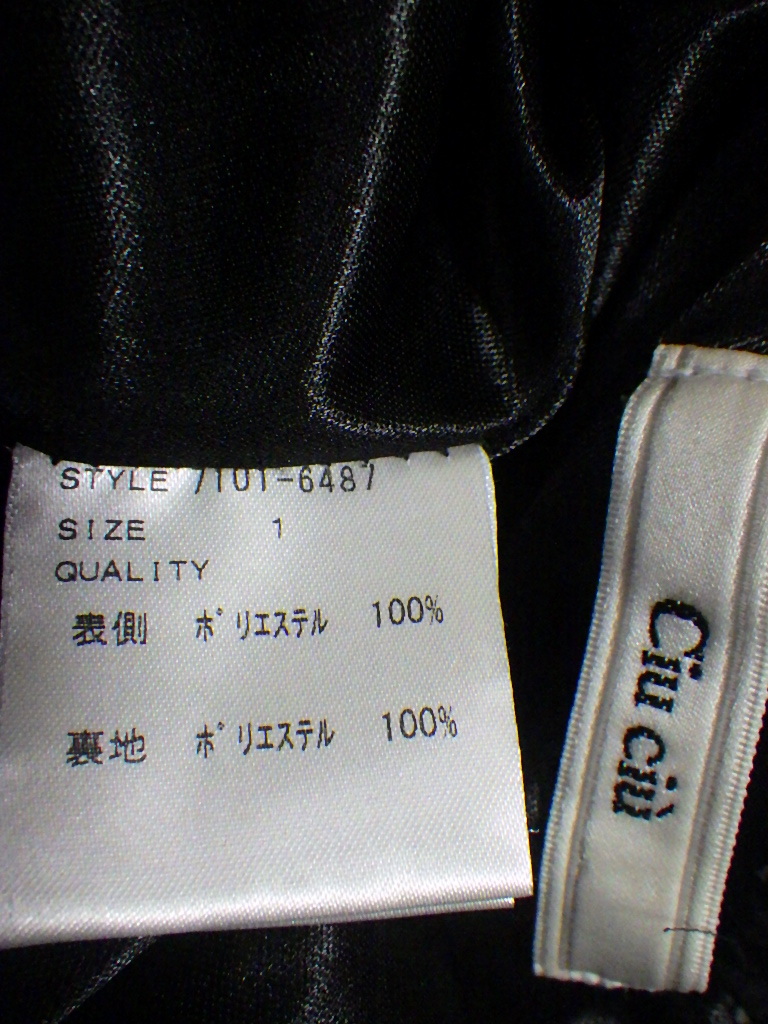 STYLE 7101-6487
SIZE 1
QUALITY
表側 ポリエステル 100%
裏地 ポリエステル 100%
Ciu ciù